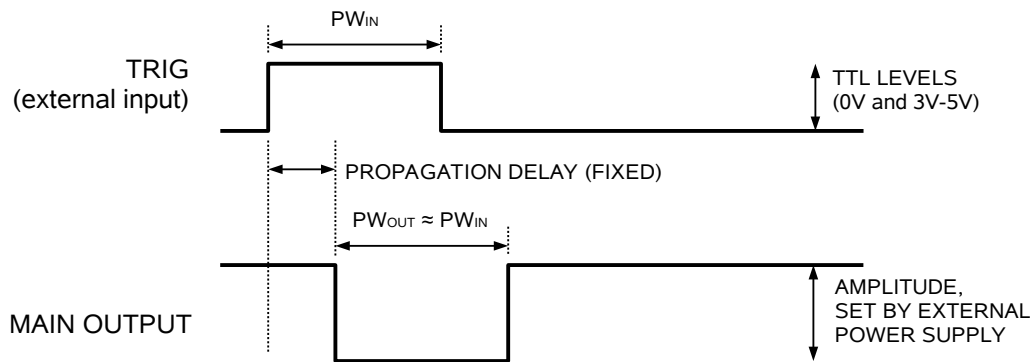 PWIN
TRIG
(external input)
TTL LEVELS
(0V and 3V-5V)
PROPAGATION DELAY (FIXED)
PWOUT ≈ PWIN
MAIN OUTPUT
AMPLITUDE,
SET BY EXTERNAL
POWER SUPPLY